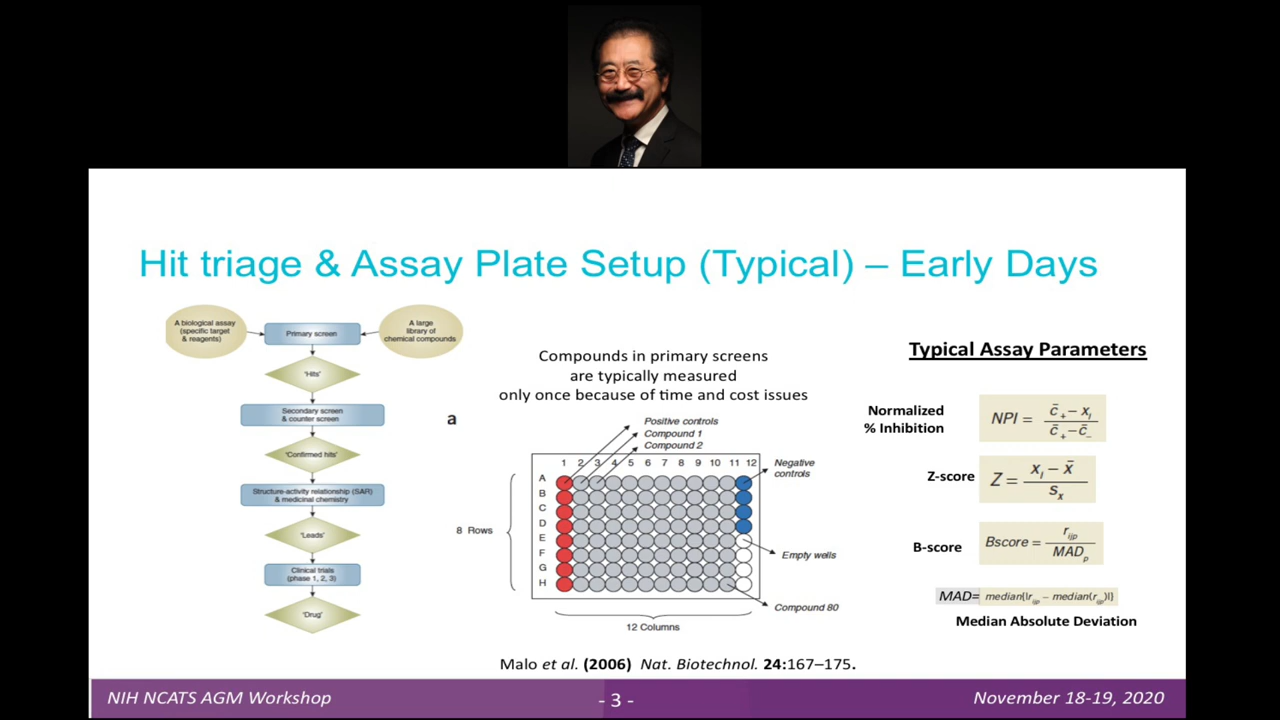 Hit triage & Assay Plate Setup (Typical) – Early Days
A biological assay
(specific target
& reagents)
Primary screen
A large
library of
chemical compounds
'Hits'
Secondary screen
& counter screen
'Confirmed hits'
Structure-activity relationship (SAR)
& medicinal chemistry
'Leads'
Clinical trials
(phase 1, 2, 3)
'Drug'
Compounds in primary screens
are typically measured
only once because of time and cost issues
a
Positive controls
Compound 1
Compound 2
1 2 3 4 5 6 7 8 9 10 11 12
Negative
controls
A
B
C
D
E
F
G
H
8 Rows
Empty wells
Compound 80
12 Columns
Typical Assay Parameters
Normalized
% Inhibition
NPI = (c̄₊ – xᵢ) / (c̄₊ – c̄₋)
Z-score
Z = (xᵢ – x̄) / sₓ
B-score
Bscore = rᵢⱼₚ / MADₚ
MAD= median{|rᵢⱼₚ – median(rᵢⱼₚ)|}
Median Absolute Deviation
Malo et al. (2006) Nat. Biotechnol. 24:167–175.
NIH NCATS AGM Workshop
- 3 -
November 18-19, 2020